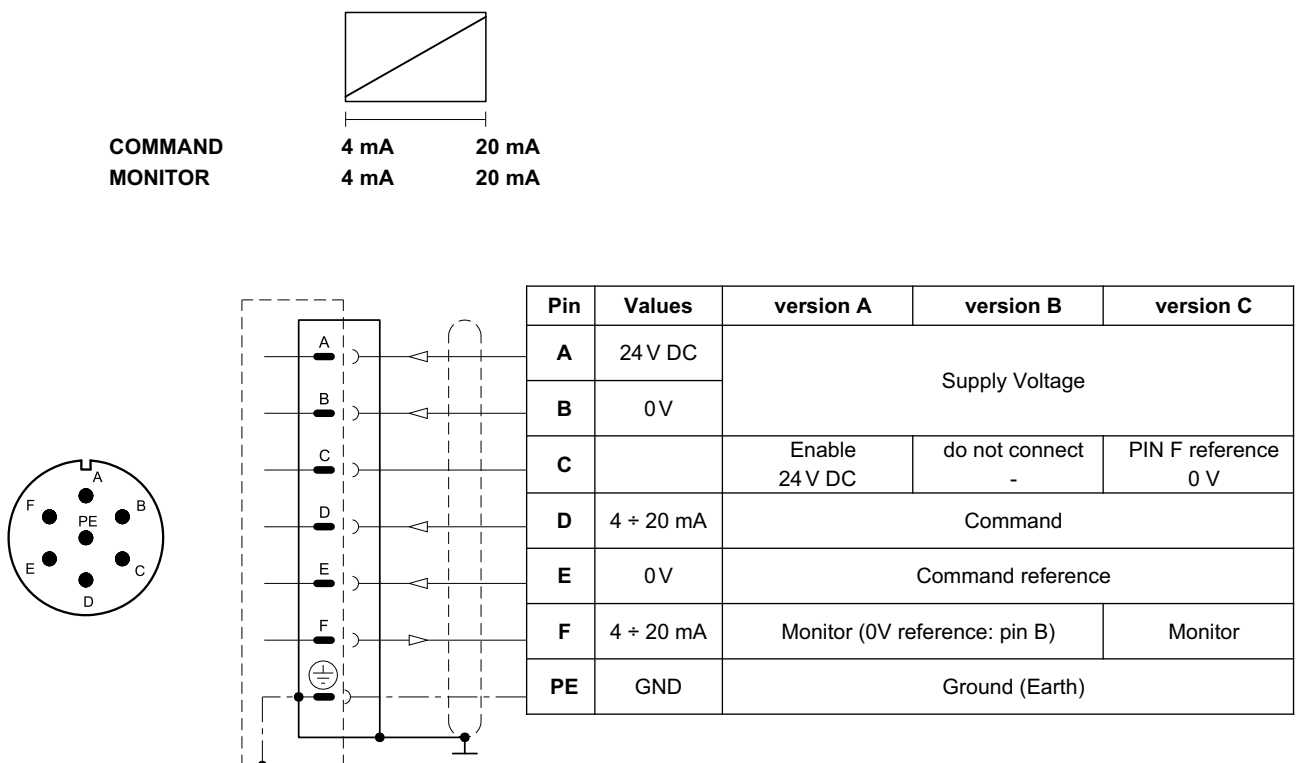 COMMAND 4 mA 20 mA
MONITOR 4 mA 20 mA
Pin Values version A version B version C
A 24 V DC Supply Voltage
B 0 V
C Enable do not connect PIN F reference
24 V DC - 0 V
D 4 ÷ 20 mA Command
E 0 V Command reference
F 4 ÷ 20 mA Monitor (0V reference: pin B) Monitor
PE GND Ground (Earth)
A
B
C
D
E
F
A
F B
PE
E C
D